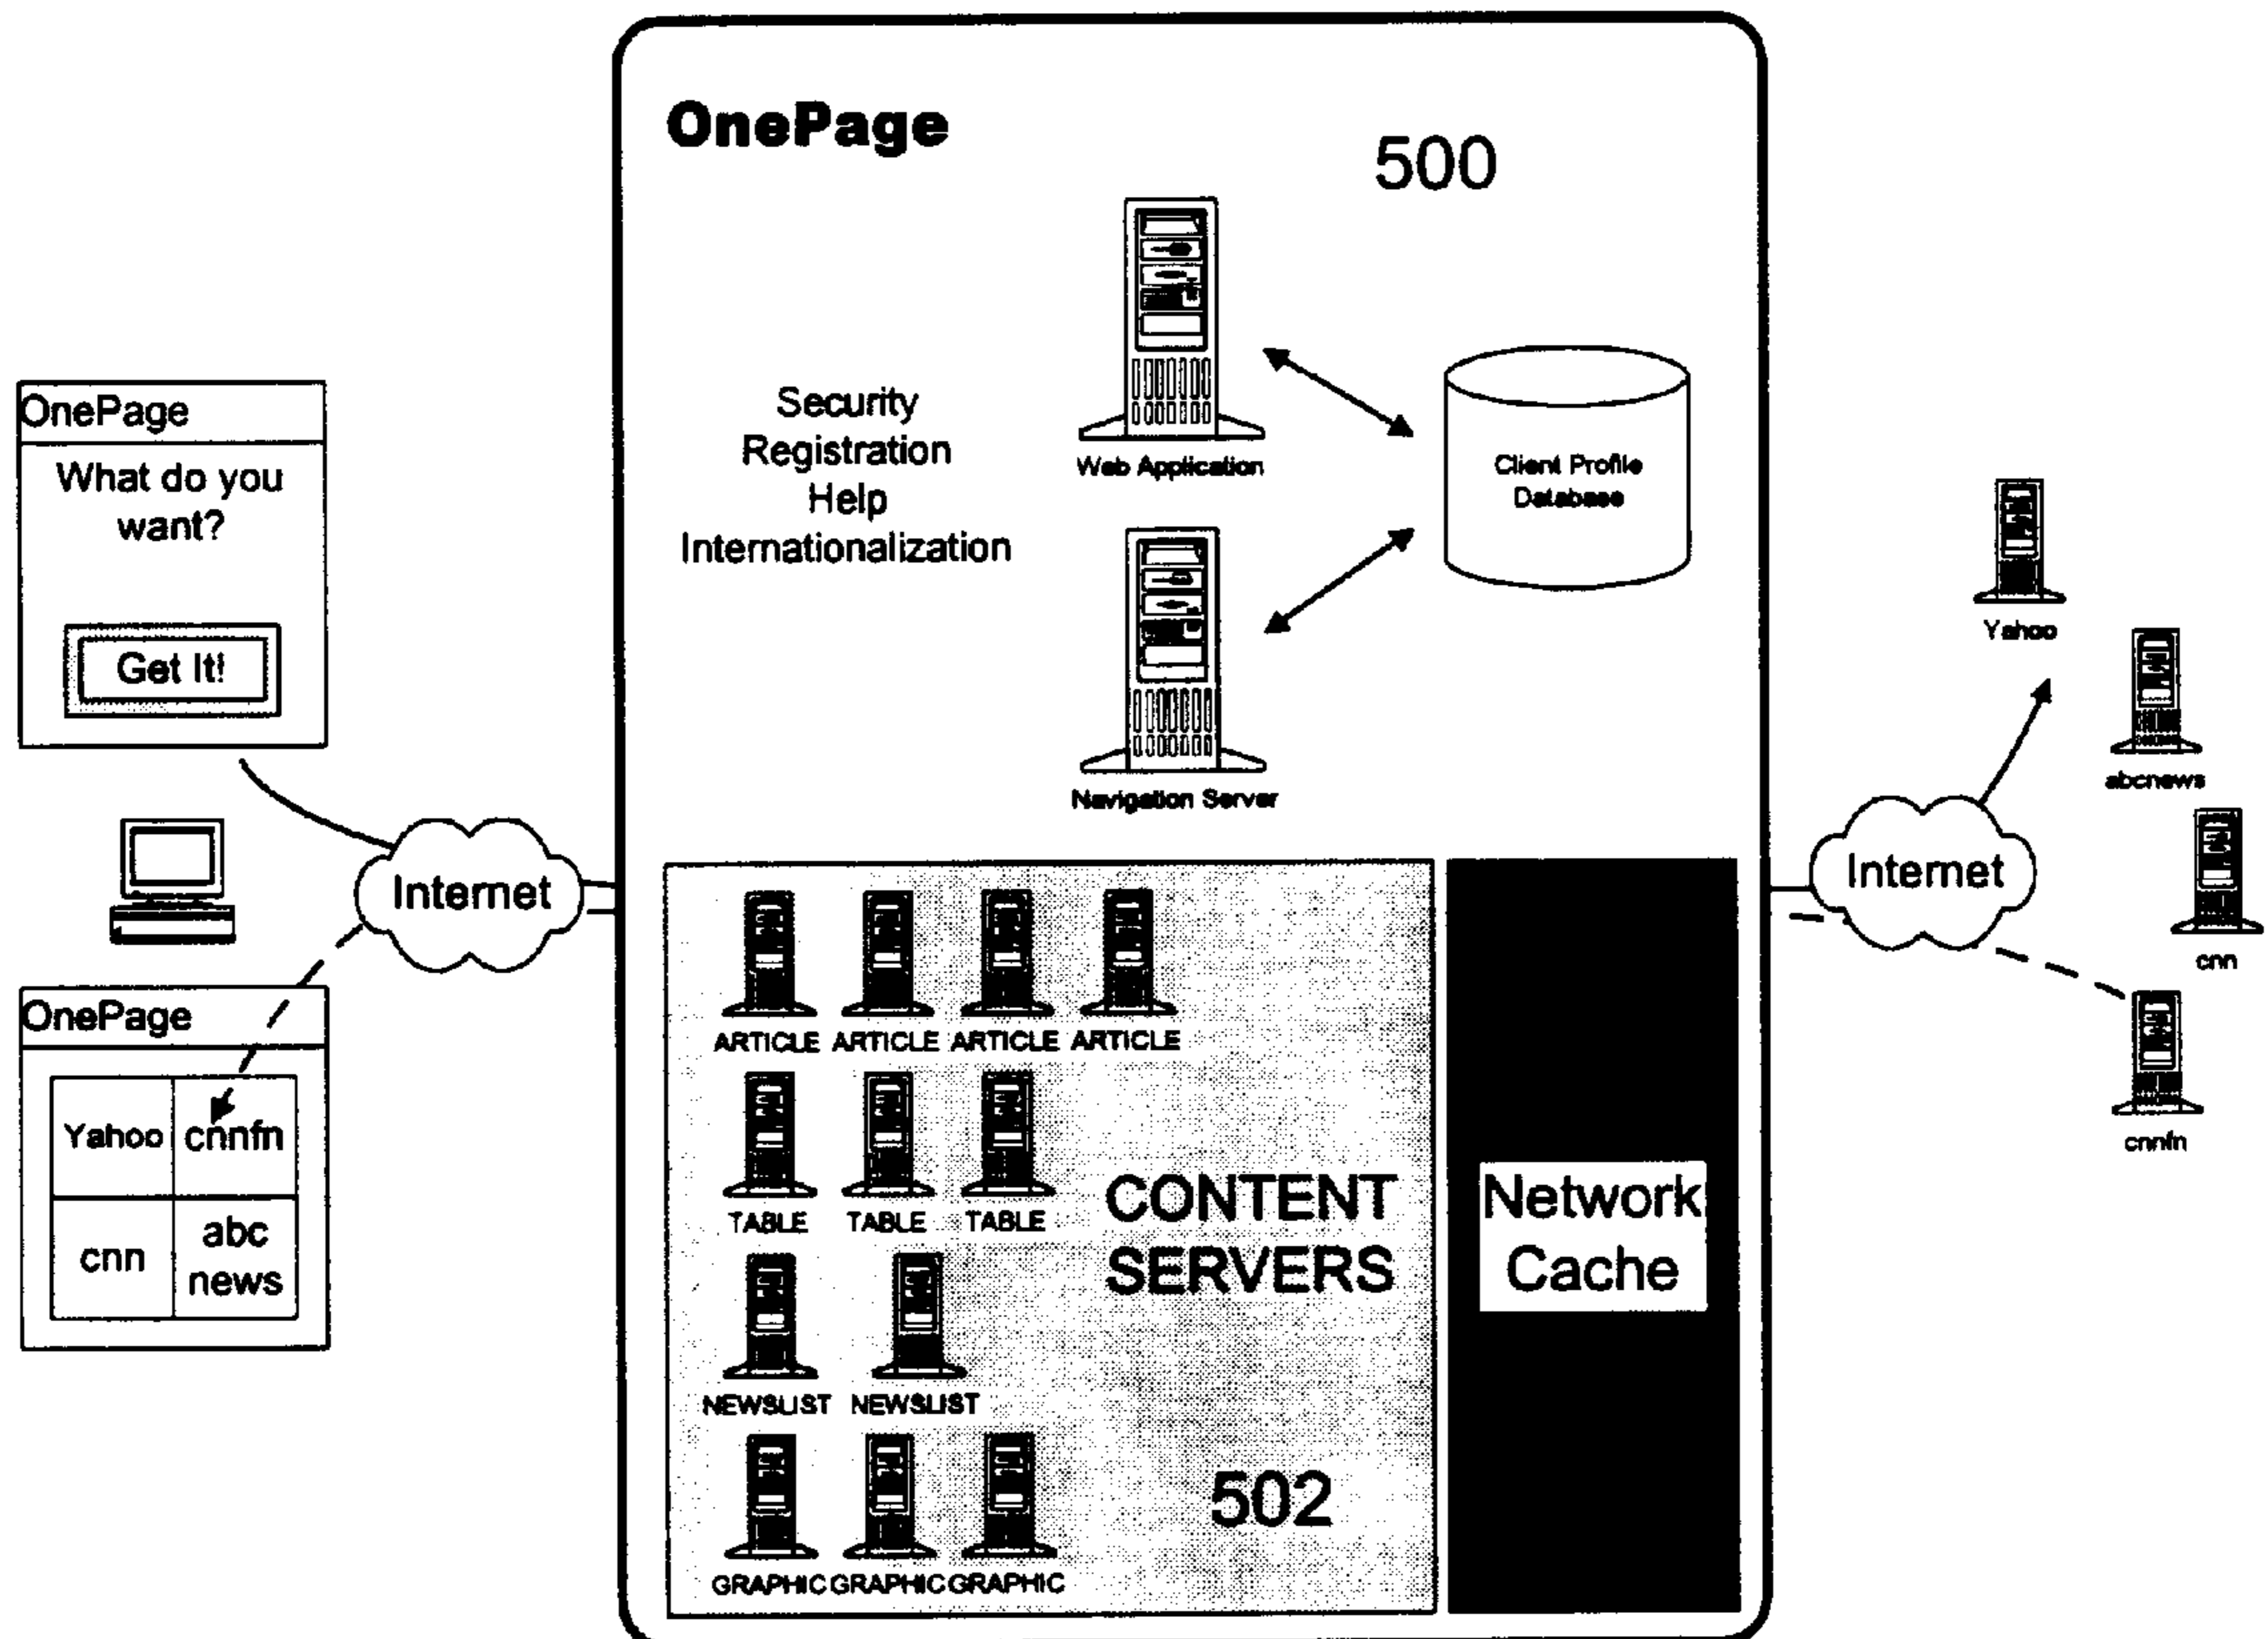 OnePage
500
Security
Registration
Help
Internationalization
Web Application
Client Profile
Database
Navigation Server
OnePage
What do you
want?
Get It!
Internet
OnePage
Yahoo
cnnfn
cnn
abc
news
ARTICLE ARTICLE ARTICLE ARTICLE
TABLE TABLE TABLE
CONTENT
SERVERS
NEWSLIST NEWSLIST
502
GRAPHIC GRAPHIC GRAPHIC
Network
Cache
Internet
Yahoo
abcnews
cnn
cnnfn